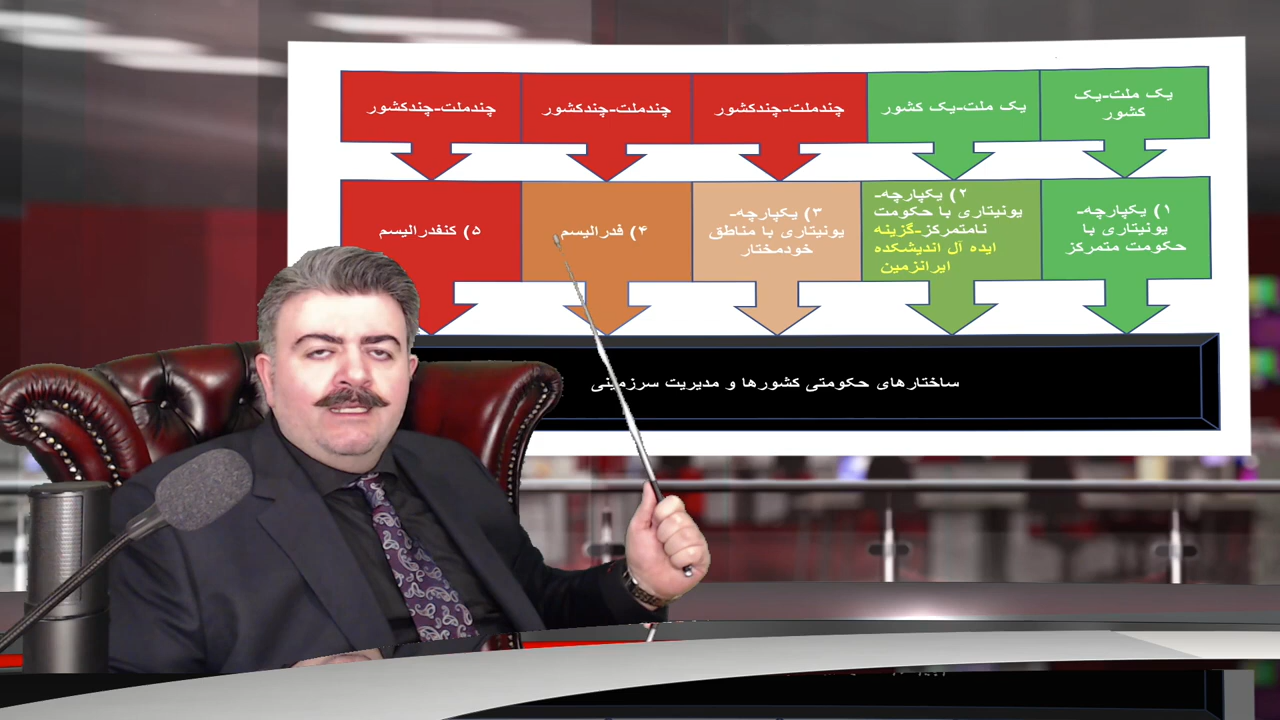 یک ملت-یک
کشور
یک ملت-یک کشور
چندملت-چندکشور
چندملت-چندکشور
چندملت-چندکشور
۱) یکپارچه-
یونیتاری با
حکومت متمرکز
۲) یکپارچه-
یونیتاری با حکومت
نامتمرکز-گزینه
ایده آل اندیشکده
ایرانزمین
۳) یکپارچه-
یونیتاری با مناطق
خودمختار
۴) فدرالیسم
۵) کنفدرالیسم
ساختارهای حکومتی کشورها و مدیریت سرزمینی